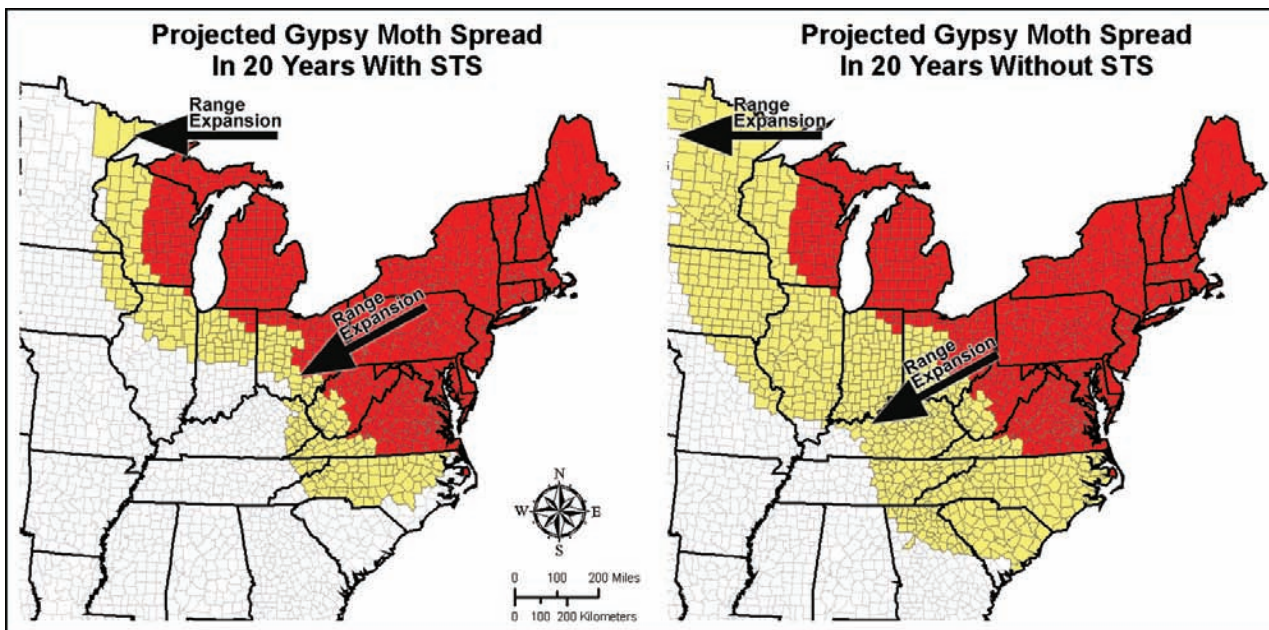 Projected Gypsy Moth Spread
In 20 Years With STS
Range
Expansion
Range
Expansion
N
W E
S
0 100 200 Miles
0 100 200 Kilometers
Projected Gypsy Moth Spread
In 20 Years Without STS
Range
Expansion
Range
Expansion